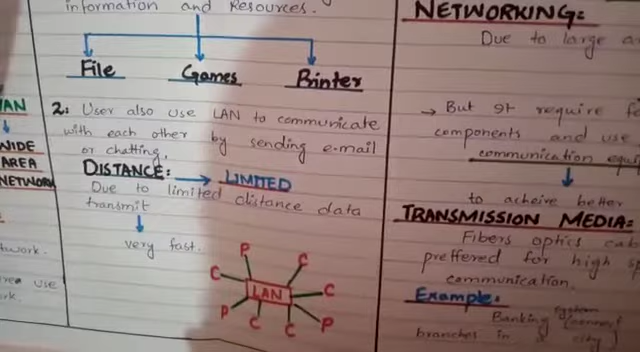 information and Resources.
File Games Printer
2: User also use LAN to communicate
with each other by sending e-mail
or chatting.
DISTANCE: → LIMITED
Due to limited distance data
transmit
very fast.
P
C
C
LAN
C
P
C
C
P
WIDE
AREA
NETWORK
use
NETWORKING:
Due to large
→ But it require
components and use
communication
to acheive better
TRANSMISSION MEDIA:
Fibers optics
preffered for high
communication.
Example:
Banking system
branches in city)